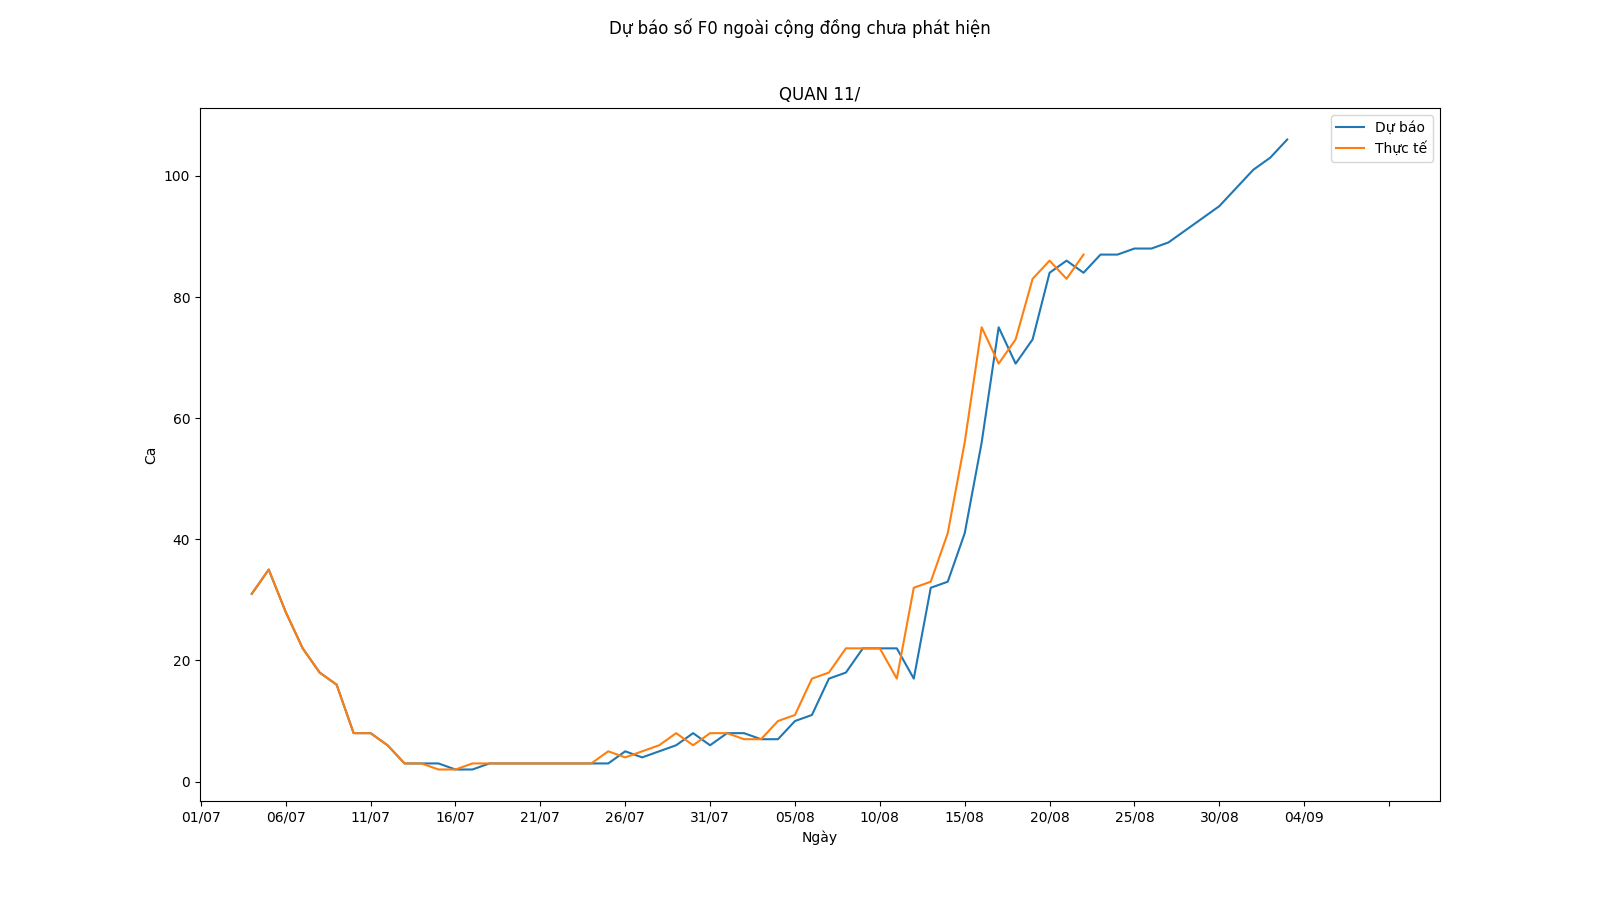 Dự báo số F0 ngoài cộng đồng chưa phát hiện
QUAN 11/
Dự báo
Thực tế
100
80
60
40
20
0
Ca
01/07 06/07 11/07 16/07 21/07 26/07 31/07 05/08 10/08 15/08 20/08 25/08 30/08 04/09
Ngày